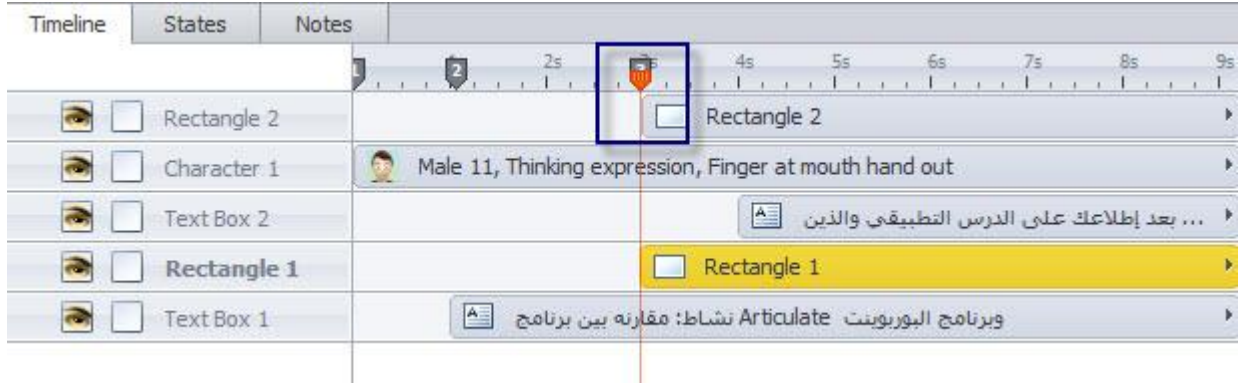 Timeline States Notes
1 2 2s 4s 5s 6s 7s 8s 9s
Rectangle 2 Rectangle 2
Character 1 Male 11, Thinking expression, Finger at mouth hand out
Text Box 2 بعد إطلاعك على الدرس التطبيقي والذين ...
Rectangle 1 Rectangle 1
Text Box 1 وبرنامج البوربوينت Articulate نشاط: مقارنه بين برنامج